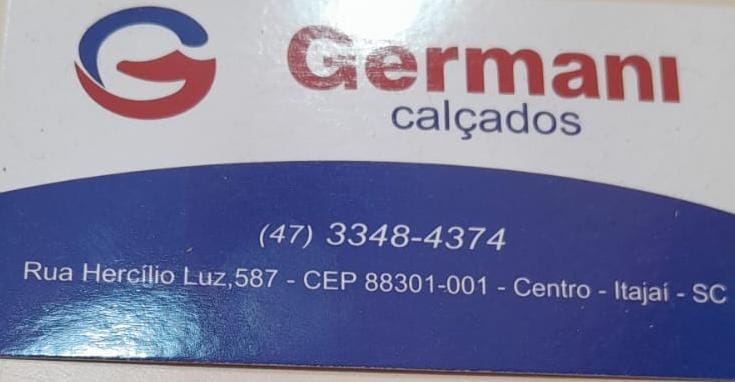 Germani
calçados
(47) 3348-4374
Rua Hercílio Luz,587 - CEP 88301-001 - Centro - Itajaí - SC